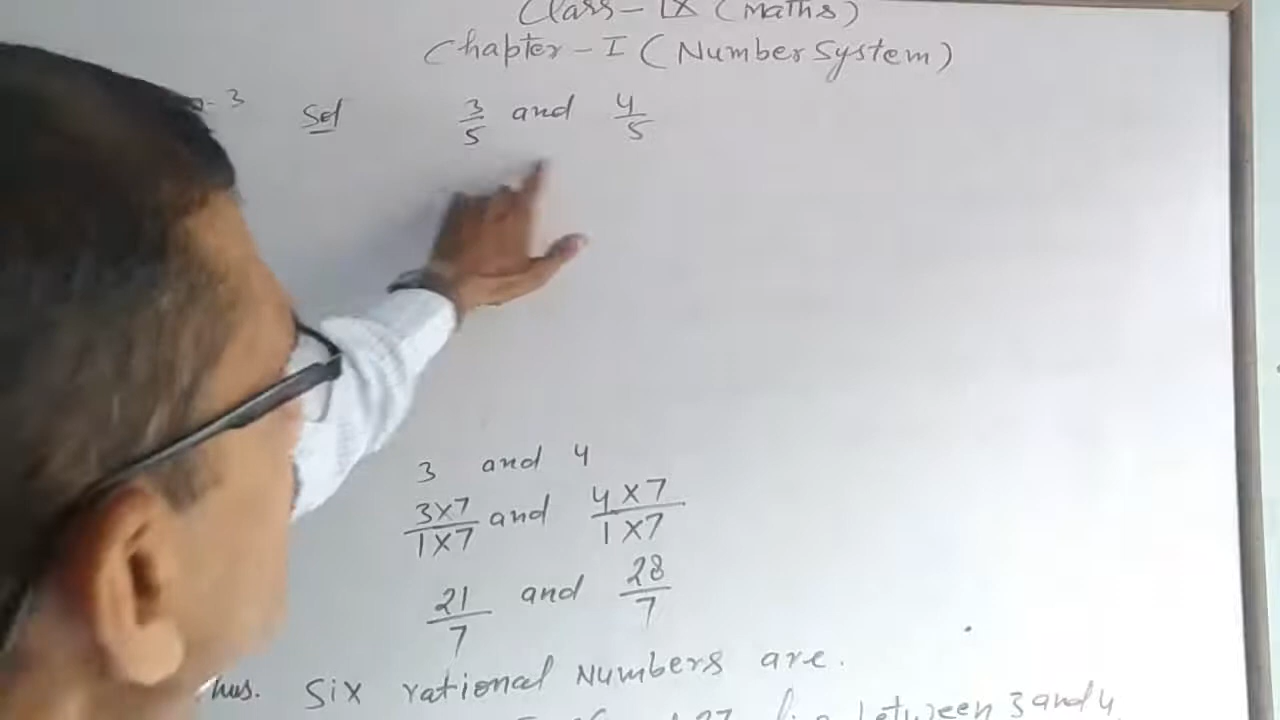 Class - IX (Maths)
Chapter - I (Number System)
3 Sol 3/5 and 4/5
3 and 4
3×7/1×7 and 4×7/1×7
21/7 and 28/7
Six rational Numbers are.
between 3 and 4